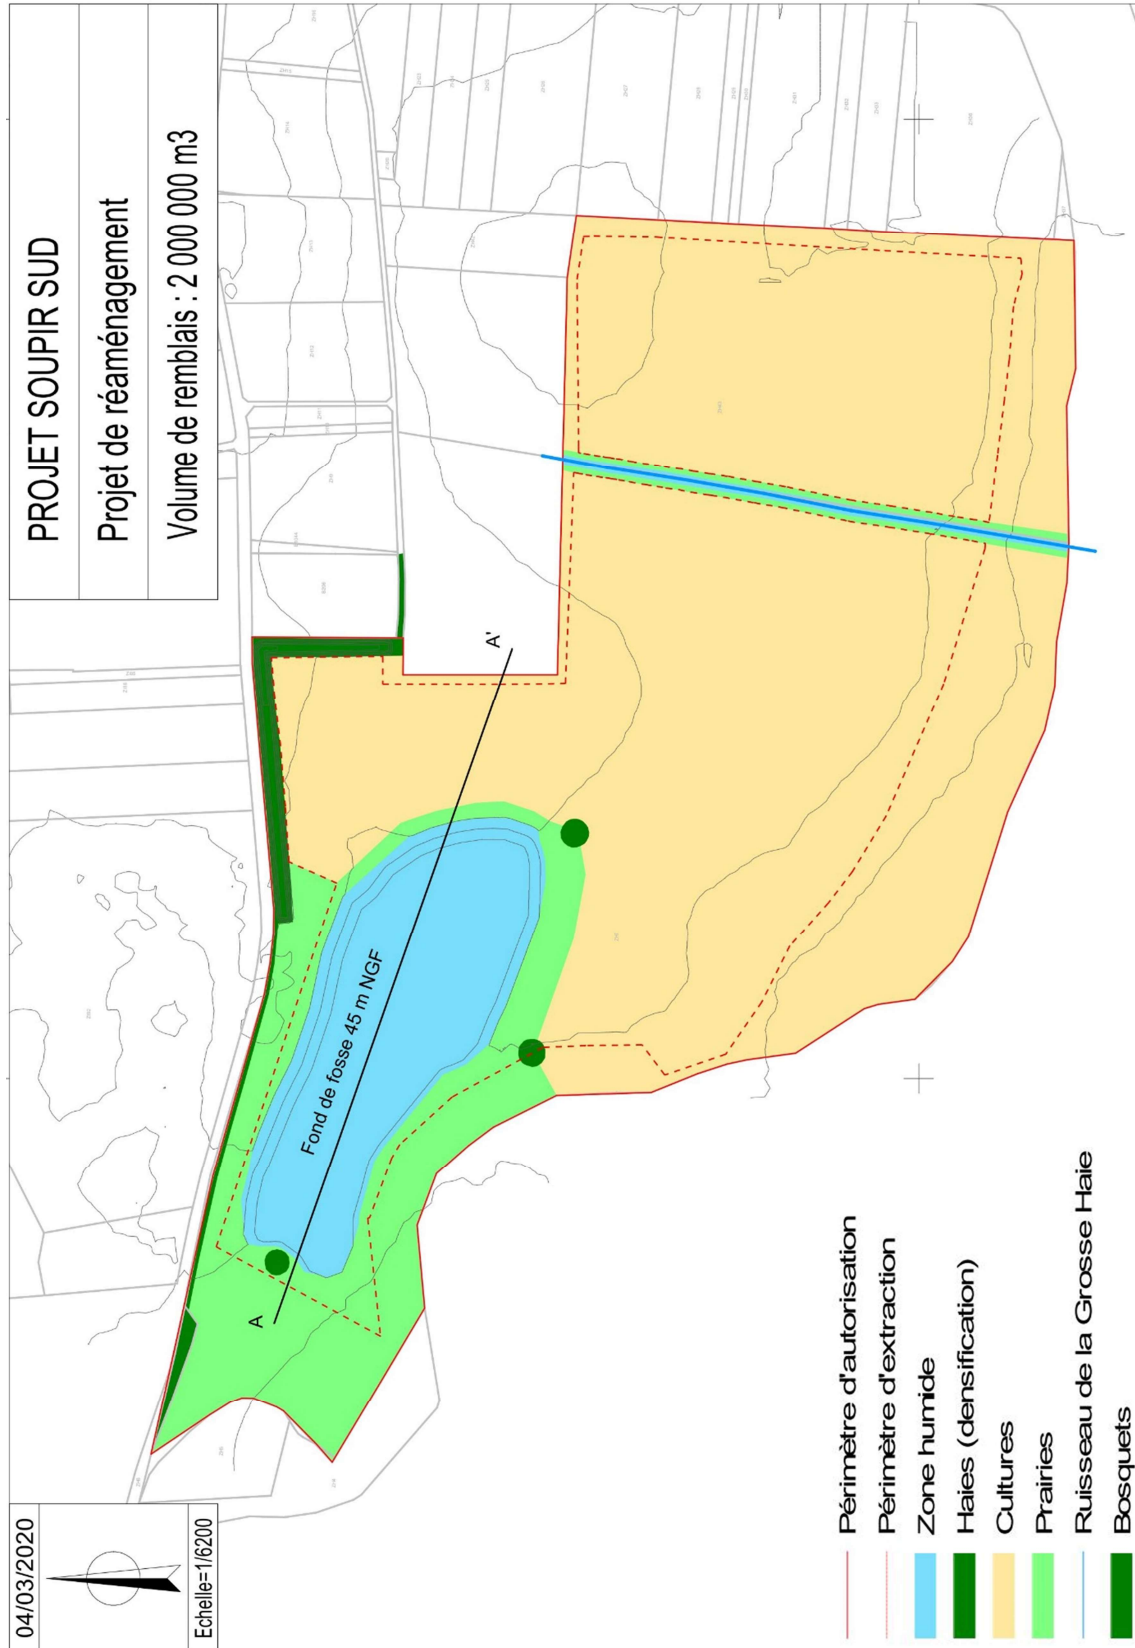 PROJET SOUPIR SUD
Projet de réaménagement
Volume de remblais : 2 000 000 m3
04/03/2020
Echelle=1/6200
A
A'
Fond de fosse 45 m NGF
Périmètre d'autorisation
Périmètre d'extraction
Zone humide
Haies (densification)
Cultures
Prairies
Ruisseau de la Grosse Haie
Bosquets